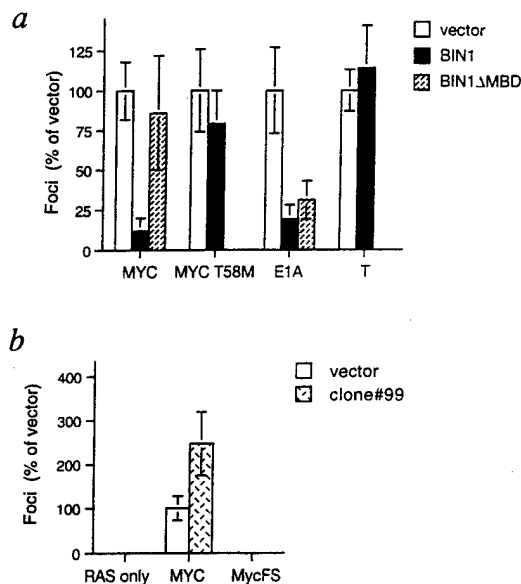 a
vector
BIN1
BIN1ΔMBD
Foci (% of vector)
125
100
75
50
25
0
MYC MYC T58M E1A T
b
vector
clone#99
Foci (% of vector)
400
300
200
100
0
RAS only MYC MycFS